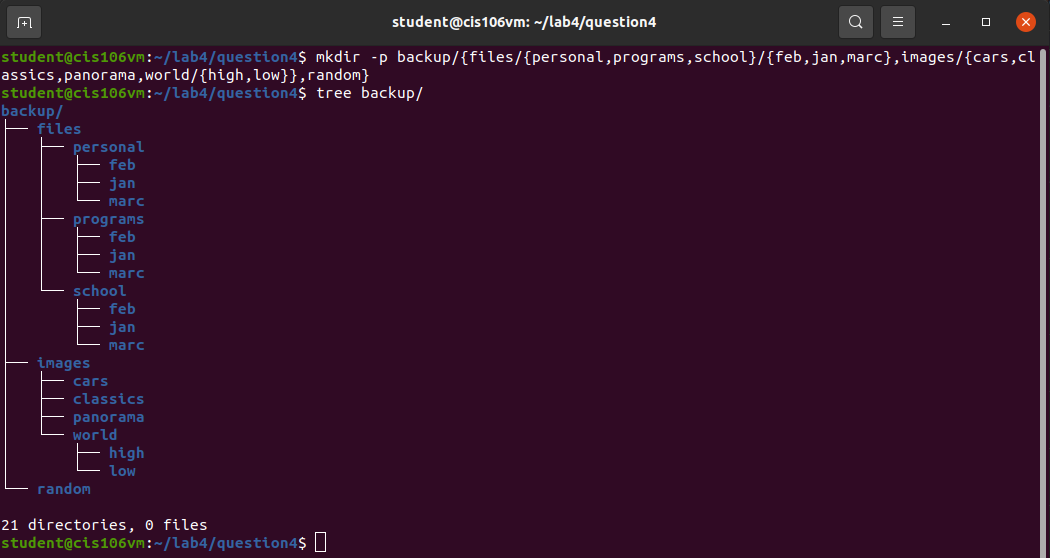 student@cis106vm: ~/lab4/question4
student@cis106vm:~/lab4/question4$ mkdir -p backup/{files/{personal,programs,school}/{feb,jan,marc},images/{cars,cl
assics,panorama,world/{high,low}},random}
student@cis106vm:~/lab4/question4$ tree backup/
backup/
├── files
│   ├── personal
│   │   ├── feb
│   │   ├── jan
│   │   └── marc
│   ├── programs
│   │   ├── feb
│   │   ├── jan
│   │   └── marc
│   └── school
│       ├── feb
│       ├── jan
│       └── marc
├── images
│   ├── cars
│   ├── classics
│   ├── panorama
│   └── world
│       ├── high
│       └── low
└── random
21 directories, 0 files
student@cis106vm:~/lab4/question4$